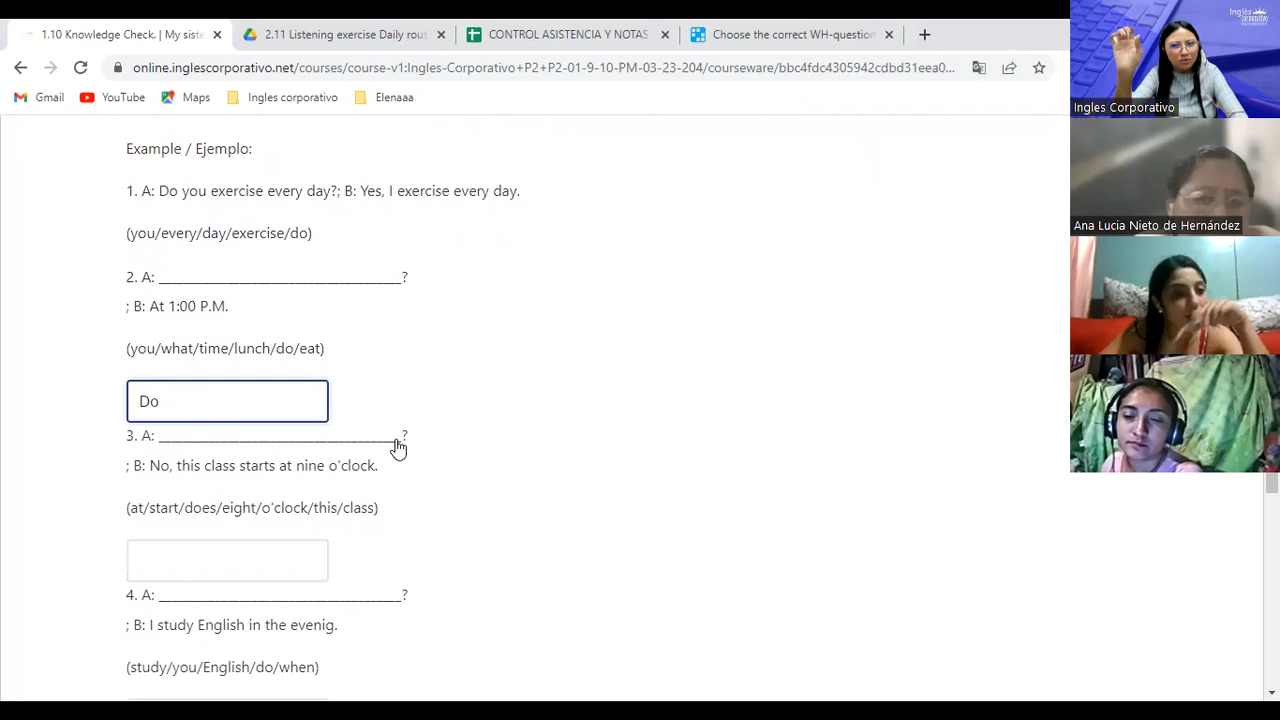 1.10 Knowledge Check. | My siste
2.11 Listening exercise Daily rout
CONTROL ASISTENCIA Y NOTAS
Choose the correct WH-question
online.inglescorporativo.net/courses/course-v1:Ingles-Corporativo+P2+P2-01-9-10-PM-03-23-204/courseware/bbc4fdc4305942cdbd31eea0...
Gmail
YouTube
Maps
Ingles corporativo
Elenaaa
Example / Ejemplo:
1. A: Do you exercise every day?; B: Yes, I exercise every day.
(you/every/day/exercise/do)
2. A: ______________________________?
; B: At 1:00 P.M.
(you/what/time/lunch/do/eat)
Do
3. A: ______________________________?
; B: No, this class starts at nine o'clock.
(at/start/does/eight/o'clock/this/class)
4. A: ______________________________?
; B: I study English in the evenig.
(study/you/English/do/when)
Inglés
corporativo
Ingles Corporativo
Ana Lucia Nieto de Hernández